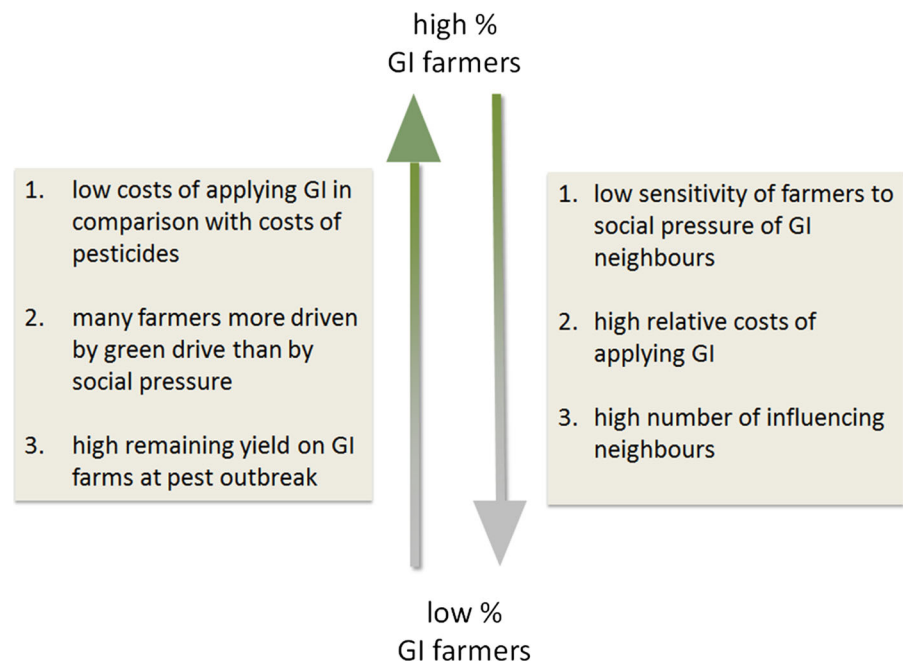 high %
GI farmers
1. low costs of applying GI in
comparison with costs of
pesticides
2. many farmers more driven
by green drive than by
social pressure
3. high remaining yield on GI
farms at pest outbreak
1. low sensitivity of farmers to
social pressure of GI
neighbours
2. high relative costs of
applying GI
3. high number of influencing
neighbours
low %
GI farmers